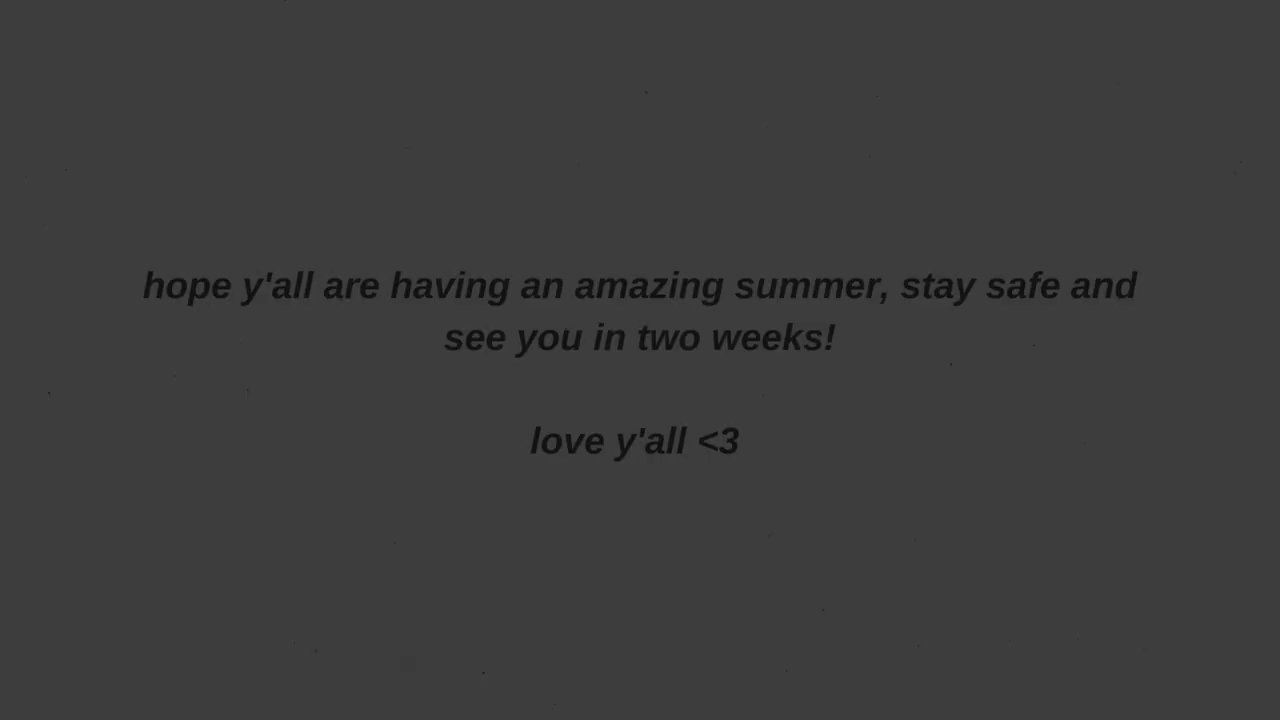 hope y'all are having an amazing summer, stay safe and
see you in two weeks!
love y'all <3